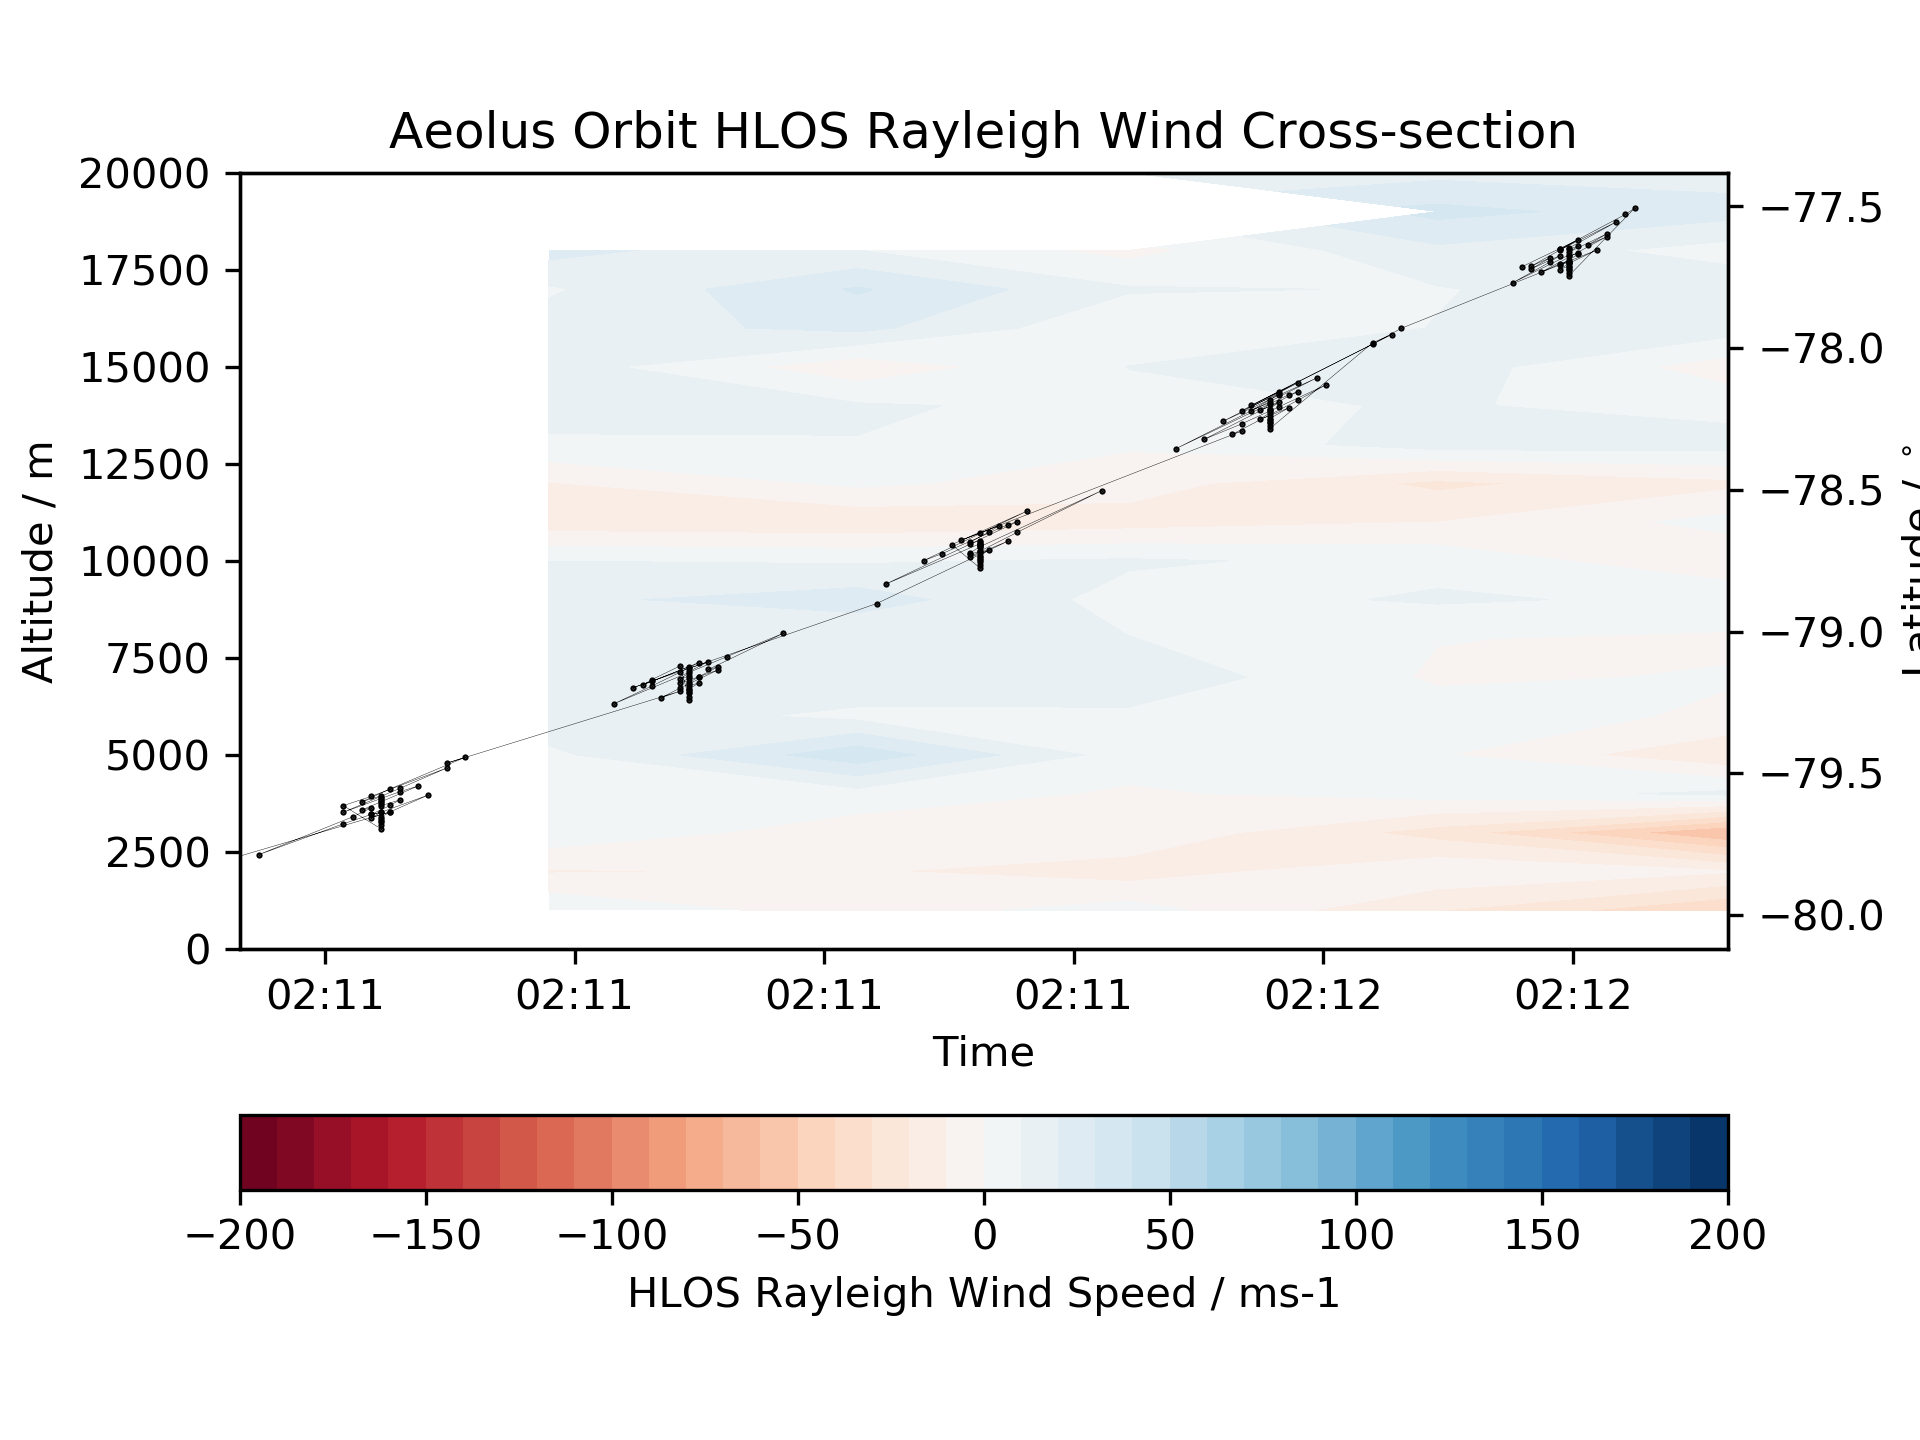 Aeolus Orbit HLOS Rayleigh Wind Cross-section
20000
17500
15000
12500
10000
7500
5000
2500
0
Altitude / m
−77.5
−78.0
−78.5
−79.0
−79.5
−80.0
Latitude / °
02:11 02:11 02:11 02:11 02:12 02:12
Time
−200 −150 −100 −50 0 50 100 150 200
HLOS Rayleigh Wind Speed / ms-1